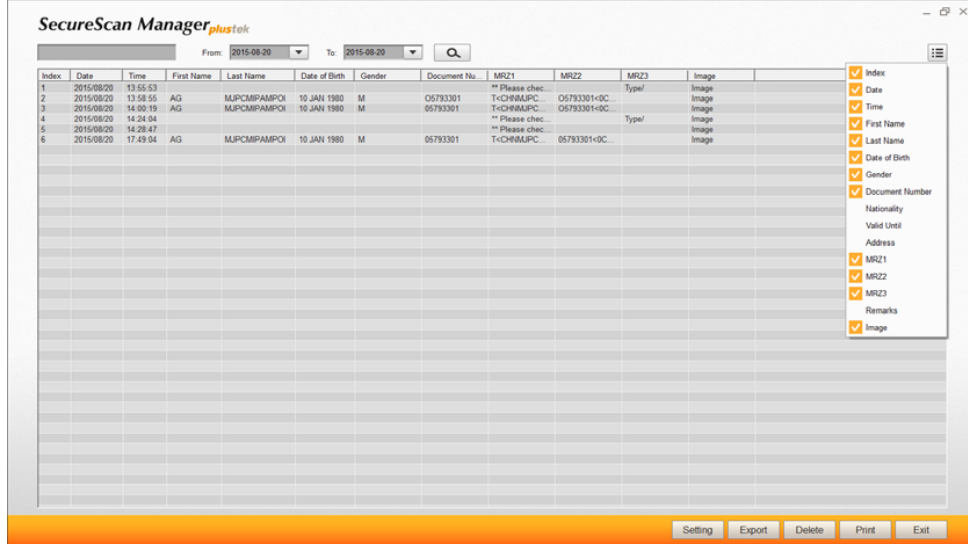 SecureScan Manager plustek
From: 2015-08-20 To: 2015-08-20
Index Date Time First Name Last Name Date of Birth Gender Document Nu... MRZ1 MRZ2 MRZ3 Image
1 2015/08/20 13:55:53 ** Please chec... Type/ Image
2 2015/08/20 13:58:55 AG MJPCMIPAMPOI 10 JAN 1980 M O5793301 T<CHNMJPC... O5793301<0C...
Image
3 2015/08/20 14:00:19 AG MJPCMIPAMPOI 10 JAN 1980 M 05793301 T<CHNMJPC... O5793301<0C... Image
4 2015/08/20 14:24:04 ** Please chec... Type/ Image
5 2015/08/20 14:28:47 ** Please chec... Image
6 2015/08/20 17:49:04 AG MJPCMIPAMPOI 10 JAN 1980 M 05793301 T<CHNMJPC... 05793301<0C... Image
Index
Date
Time
First Name
Last Name
Date of Birth
Gender
Document Number
Nationality
Valid Until
Address
MRZ1
MRZ2
MRZ3
Remarks
Image
Setting Export Delete Print Exit